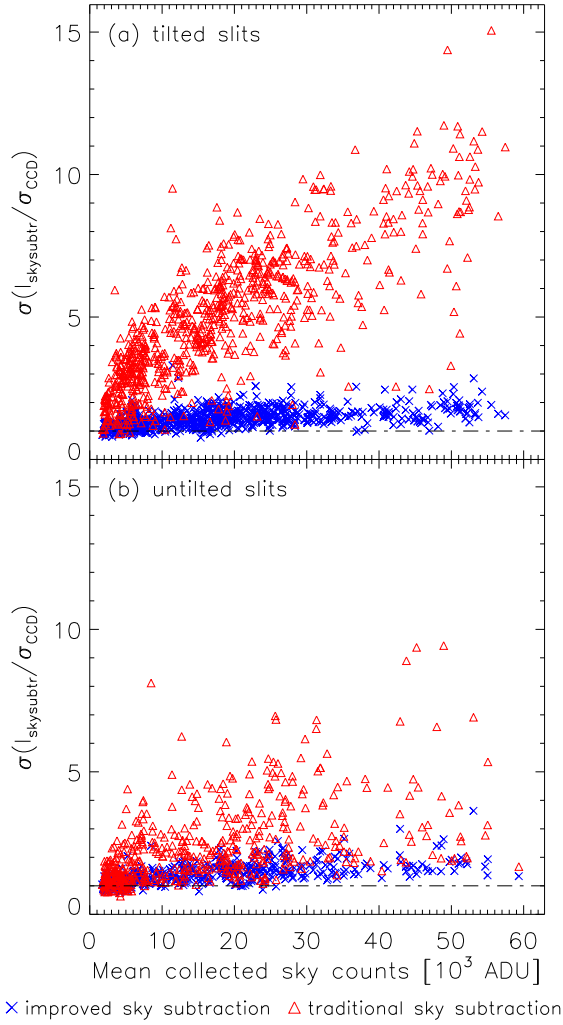 15
(a) tilted slits
10
σ(I_skysubtr/σ_CCD)
5
0
15
(b) untilted slits
10
σ(I_skysubtr/σ_CCD)
5
0
0 10 20 30 40 50 60
Mean collected sky counts [10³ ADU]
× improved sky subtraction △ traditional sky subtraction